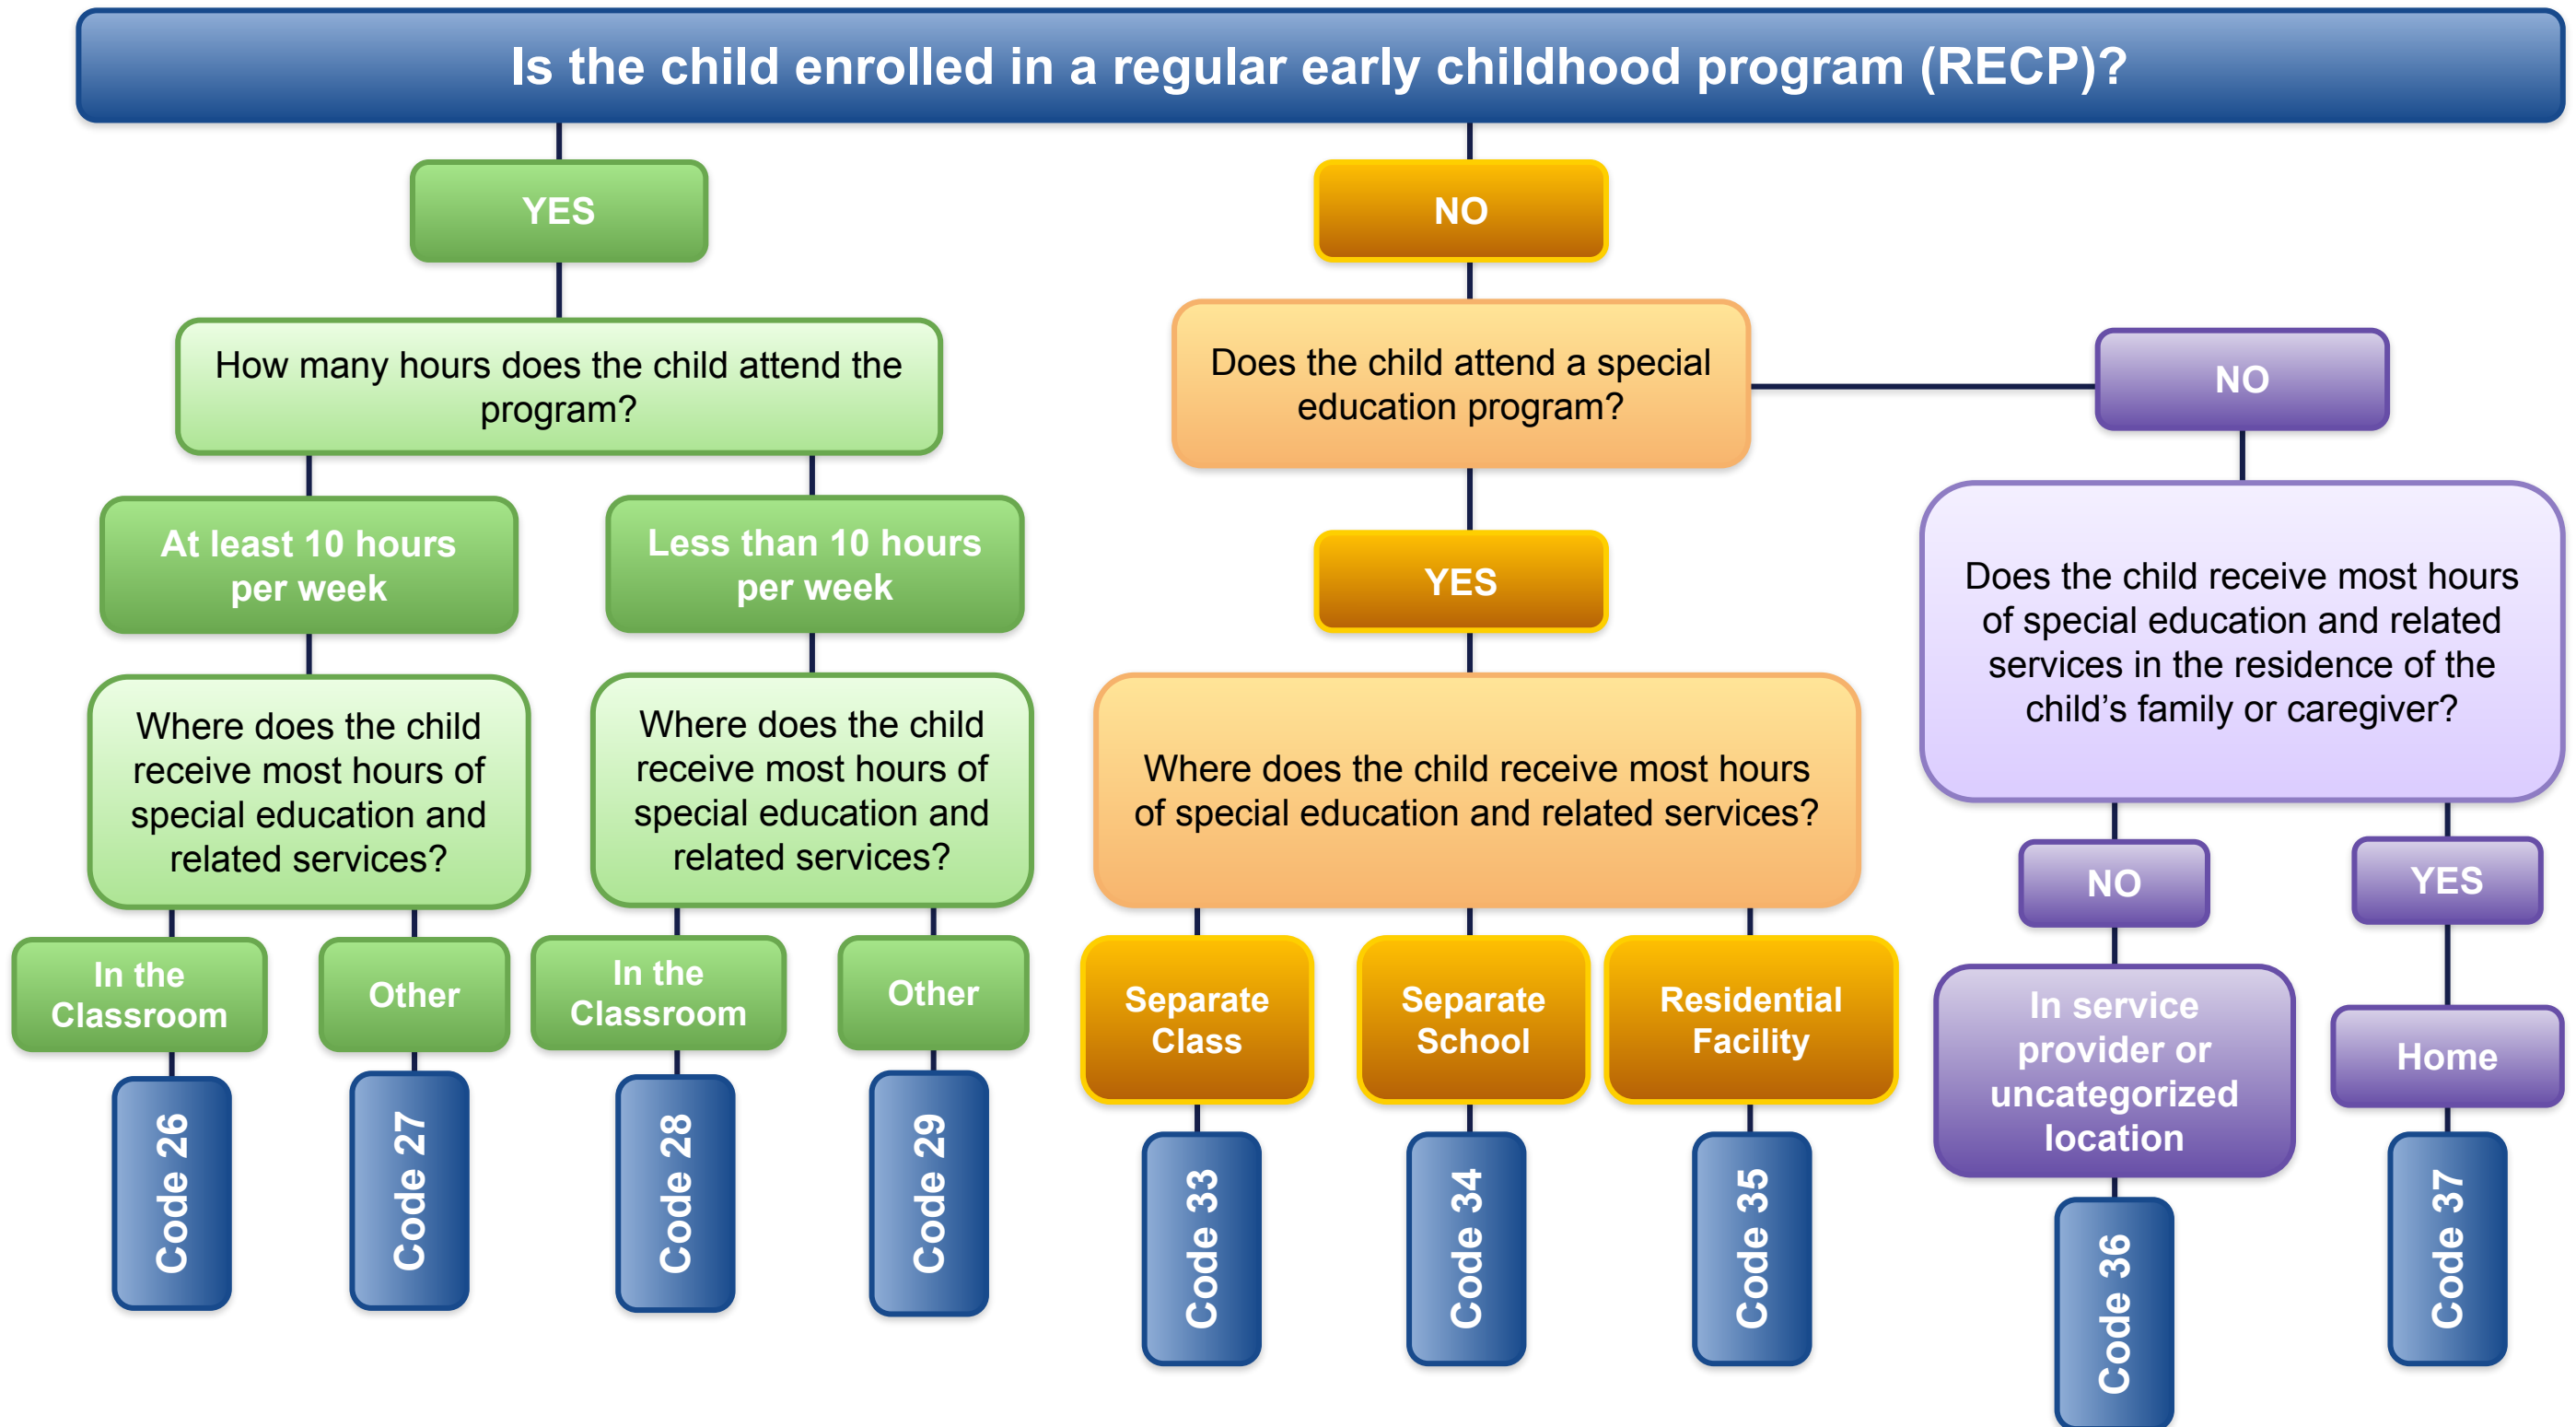 Is the child enrolled in a regular early childhood program (RECP)?
YES
How many hours does the child attend the
program?
At least 10 hours
per week
Where does the child
receive most hours of
special education and
related services?
In the
Classroom
Code 26
Other
Code 27
Less than 10 hours
per week
Where does the child
receive most hours of
special education and
related services?
In the
Classroom
Code 28
Other
Code 29
NO
Does the child attend a special
education program?
YES
Where does the child receive most hours
of special education and related services?
Separate
Class
Code 33
Separate
School
Code 34
Residential
Facility
Code 35
NO
Does the child receive most hours
of special education and related
services in the residence of the
child’s family or caregiver?
NO
In service
provider or
uncategorized
location
Code 36
YES
Home
Code 37